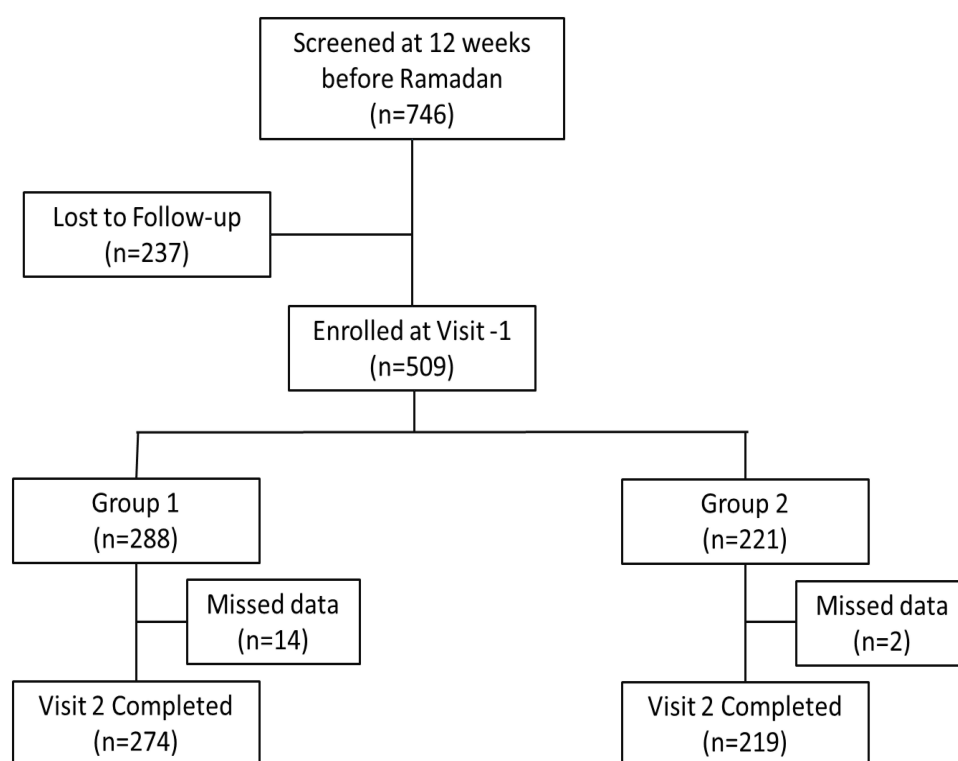 Screened at 12 weeks
before Ramadan
(n=746)
Lost to Follow-up
(n=237)
Enrolled at Visit -1
(n=509)
Group 1
(n=288)
Group 2
(n=221)
Missed data
(n=14)
Missed data
(n=2)
Visit 2 Completed
(n=274)
Visit 2 Completed
(n=219)